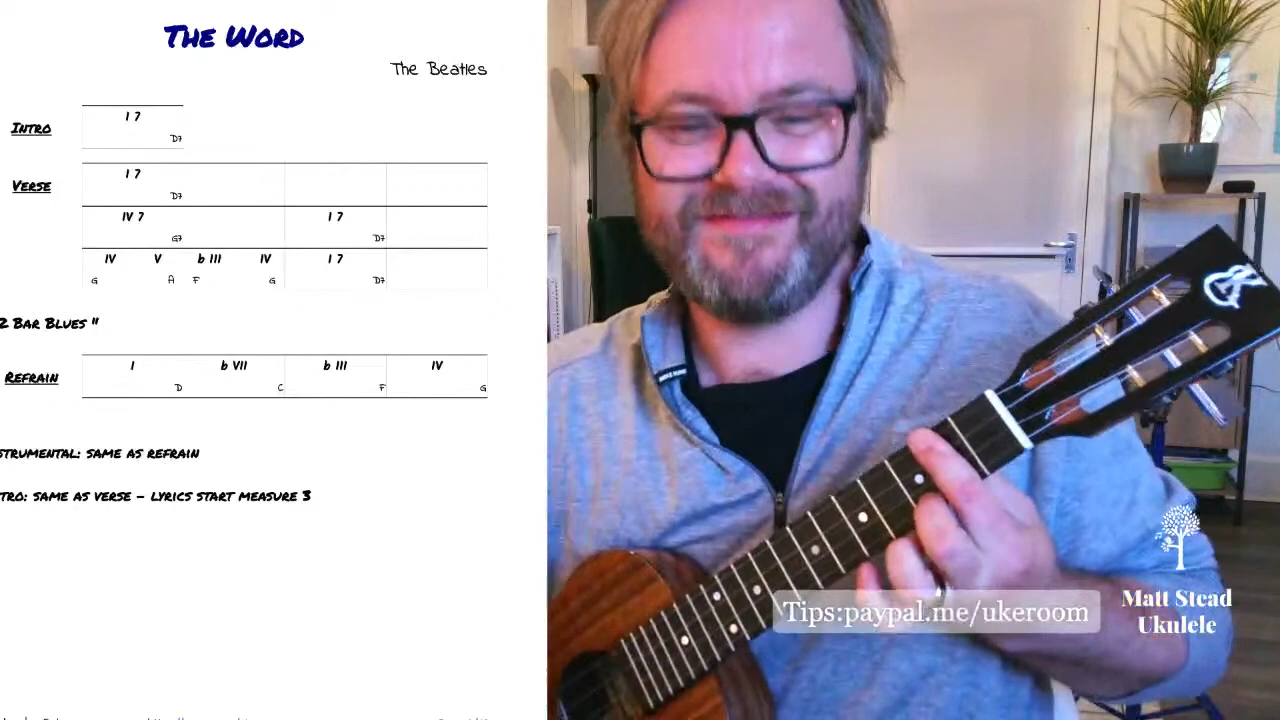 The Word
The Beatles
Intro
I 7
D7
Verse
I 7
D7
IV 7 I 7
G7 D7
IV V b III IV I 7
G A F G D7
2 Bar Blues "
Refrain
I b VII b III IV
D C F G
strumental: same as refrain
tro: same as verse - lyrics start measure 3
Tips:paypal.me/ukeroom
Matt Stead
Ukulele